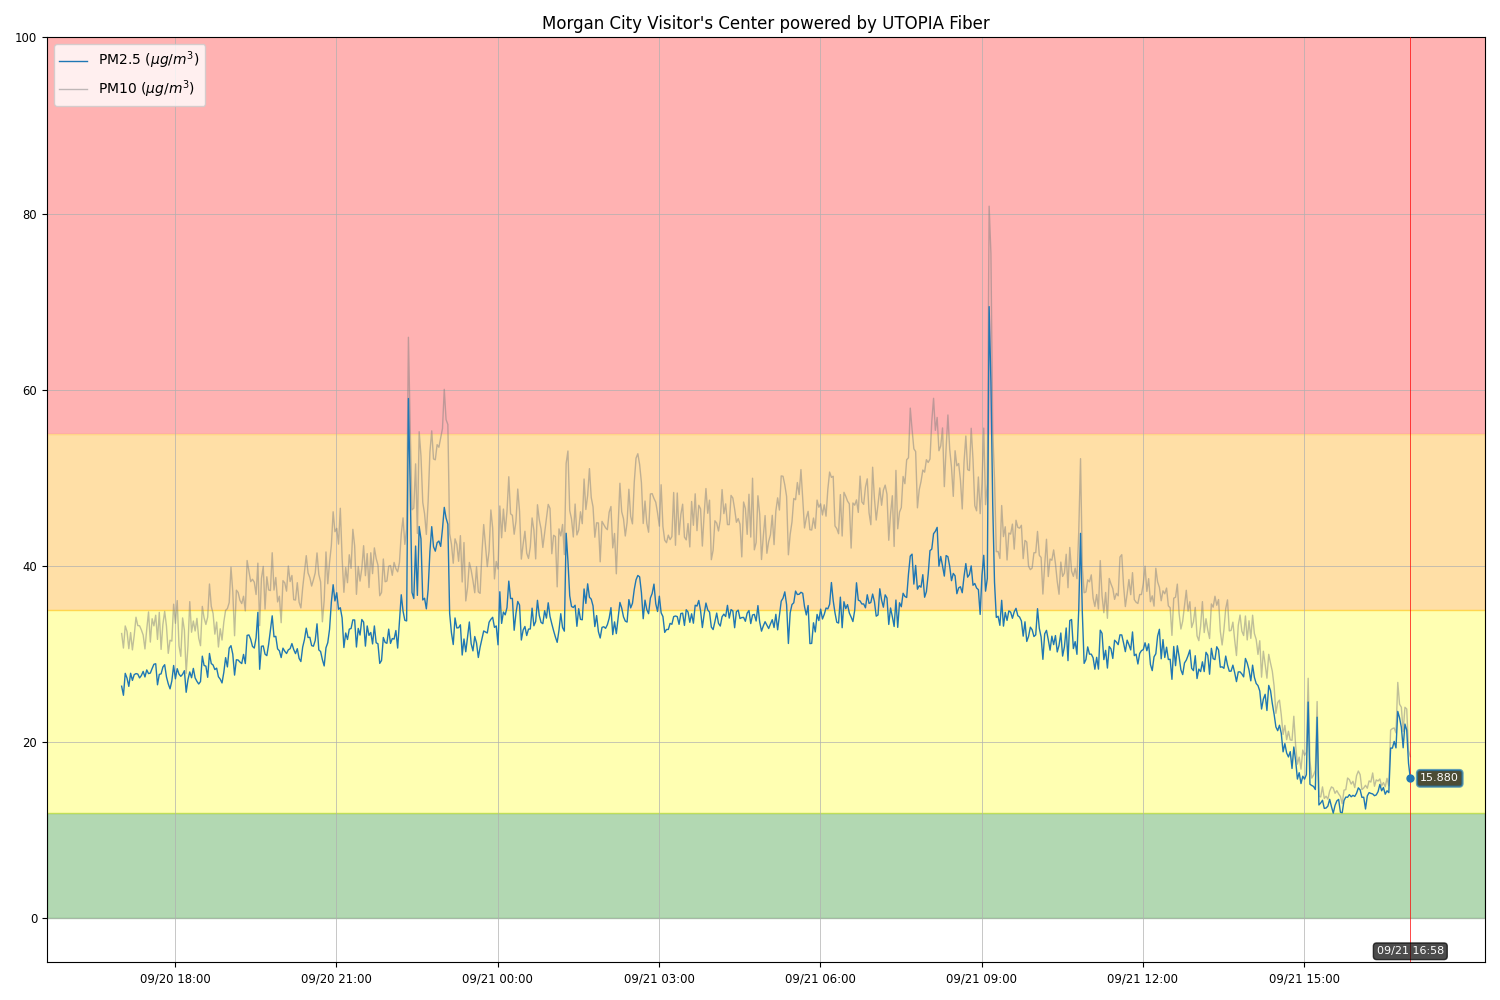 Morgan City Visitor's Center powered by UTOPIA Fiber
100
PM2.5 (μg/m³)
PM10 (μg/m³)
80
60
40
20
15.880
0
09/21 16:58
09/20 18:00 09/20 21:00 09/21 00:00 09/21 03:00 09/21 06:00 09/21 09:00 09/21 12:00 09/21 15:00